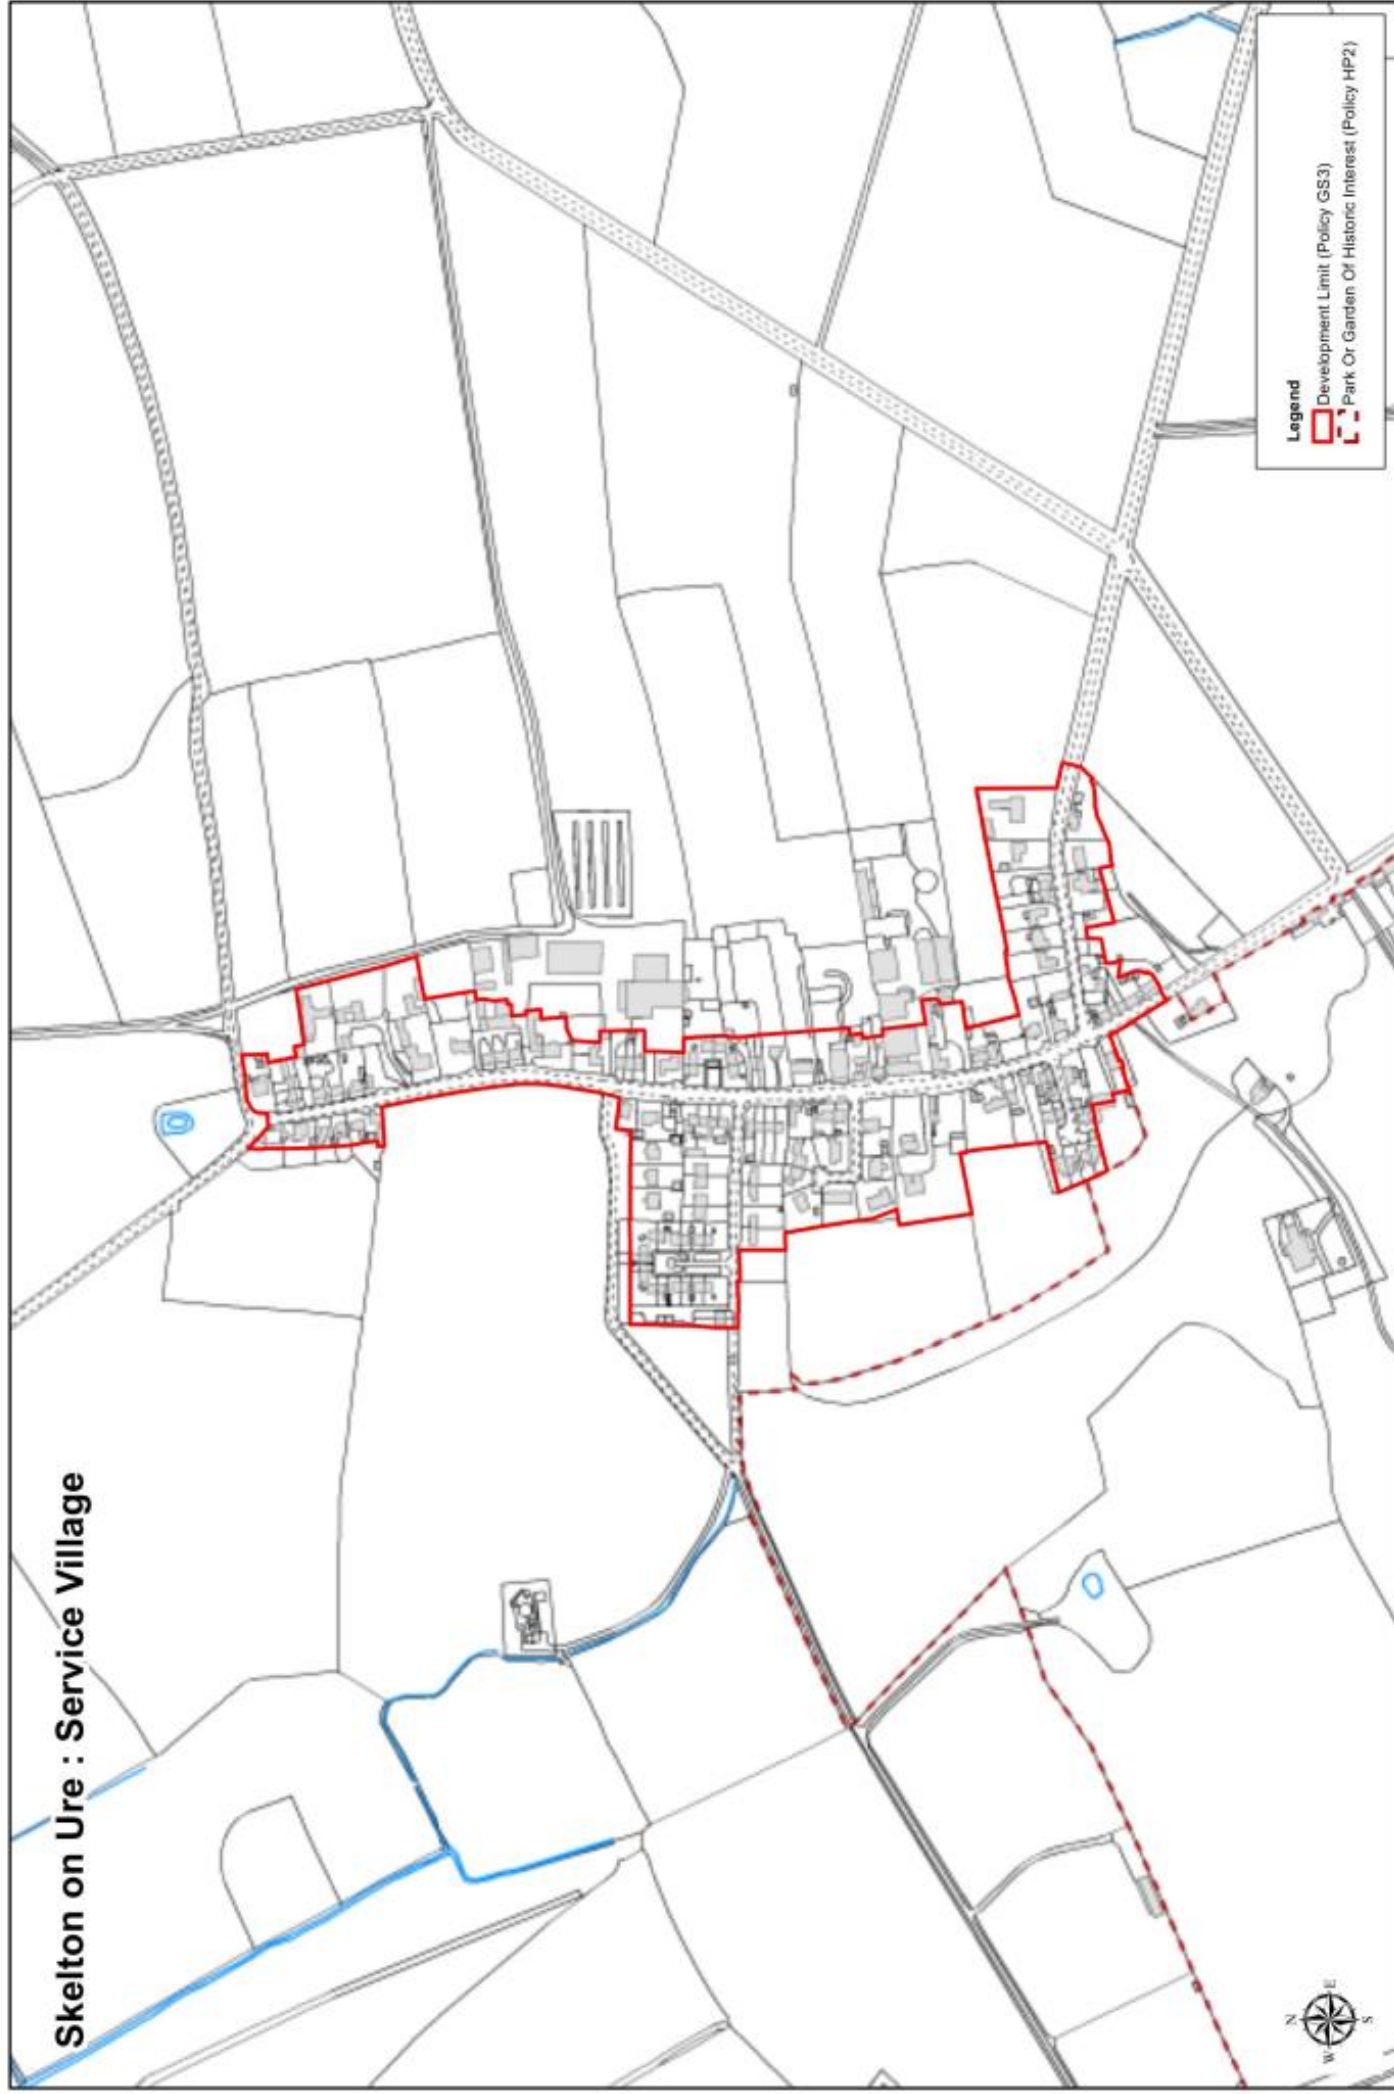 Skelton on Ure : Service Village
Legend
Development Limit (Policy GS3)
Park Or Garden Of Historic Interest (Policy HP2)
N
W
E
S